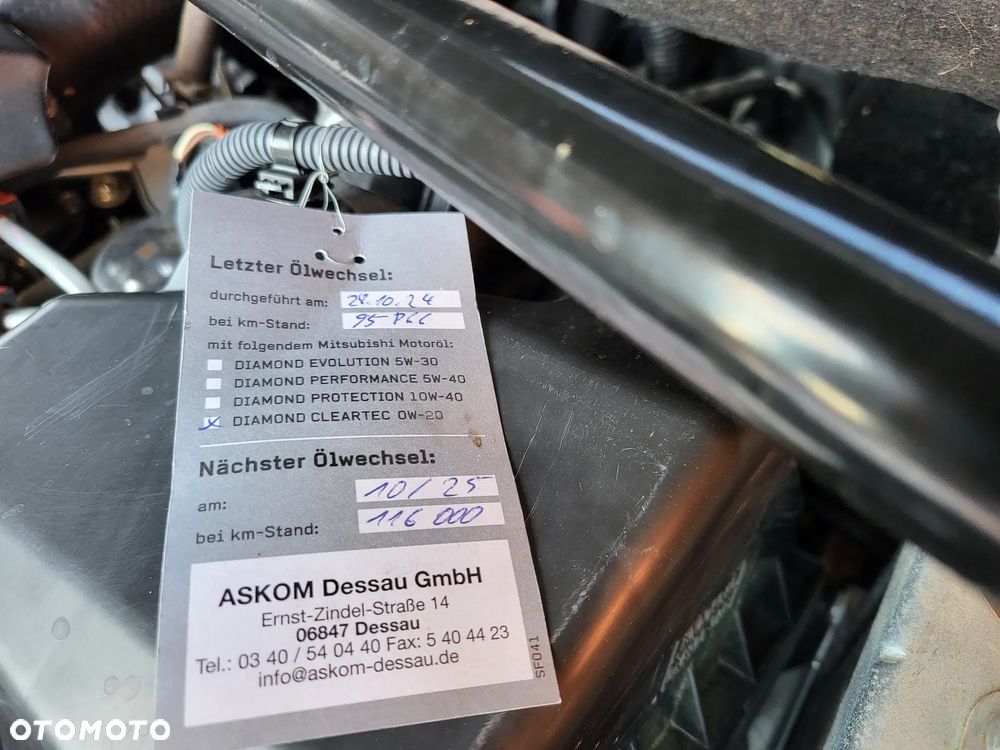 Letzter Ölwechsel:
durchgeführt am: 28.10.24
bei km-Stand: 95
mit folgendem Mitsubishi Motoröl:
DIAMOND EVOLUTION 5W-30
DIAMOND PERFORMANCE 5W-40
DIAMOND PROTECTION 10W-40
DIAMOND CLEARTEC 0W-20
Nächster Ölwechsel:
am: 10/25
bei km-Stand: 116 000
ASKOM Dessau GmbH
Ernst-Zindel-Straße 14
06847 Dessau
Tel.: 03 40 / 54 04 40 Fax: 5 40 44 23
info@askom-dessau.de
SF041
OTOMOTO